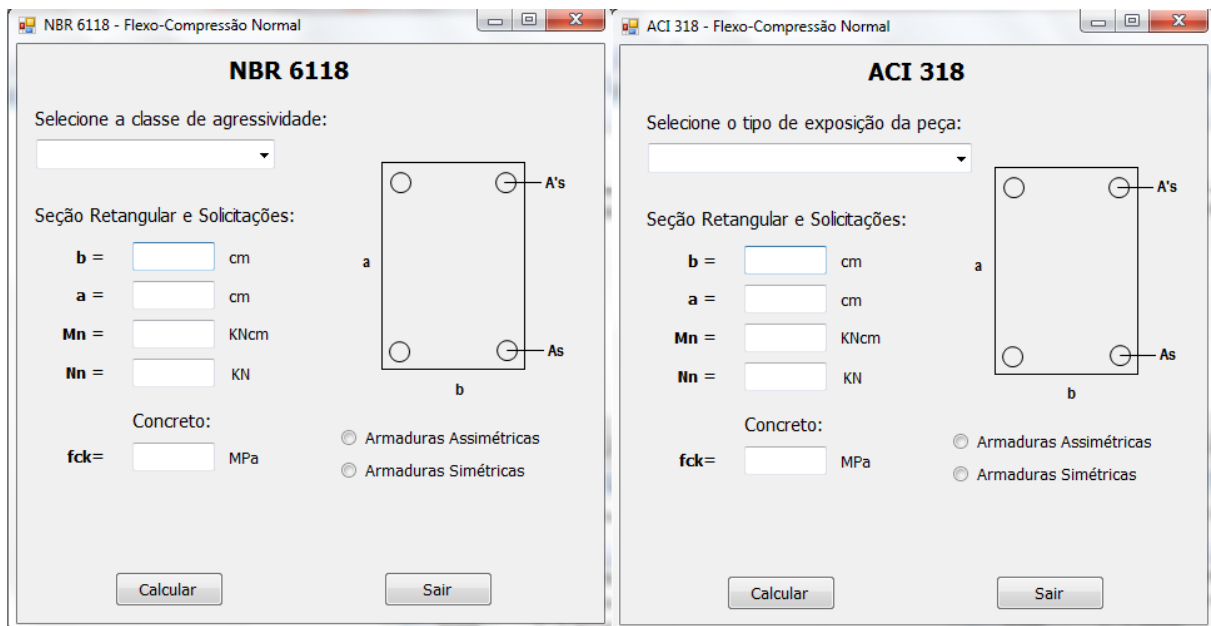 NBR 6118 - Flexo-Compressão Normal
NBR 6118
Selecione a classe de agressividade:
A's
Seção Retangular e Solicitações:
b = cm
a
a = cm
Mn = KNcm
As
Nn = KN
b
Concreto:
Armaduras Assimétricas
fck= MPa
Armaduras Simétricas
Calcular
Sair
ACI 318 - Flexo-Compressão Normal
ACI 318
Selecione o tipo de exposição da peça:
A's
Seção Retangular e Solicitações:
b = cm
a
a = cm
Mn = KNcm
As
Nn = KN
b
Concreto:
Armaduras Assimétricas
fck= MPa
Armaduras Simétricas
Calcular
Sair